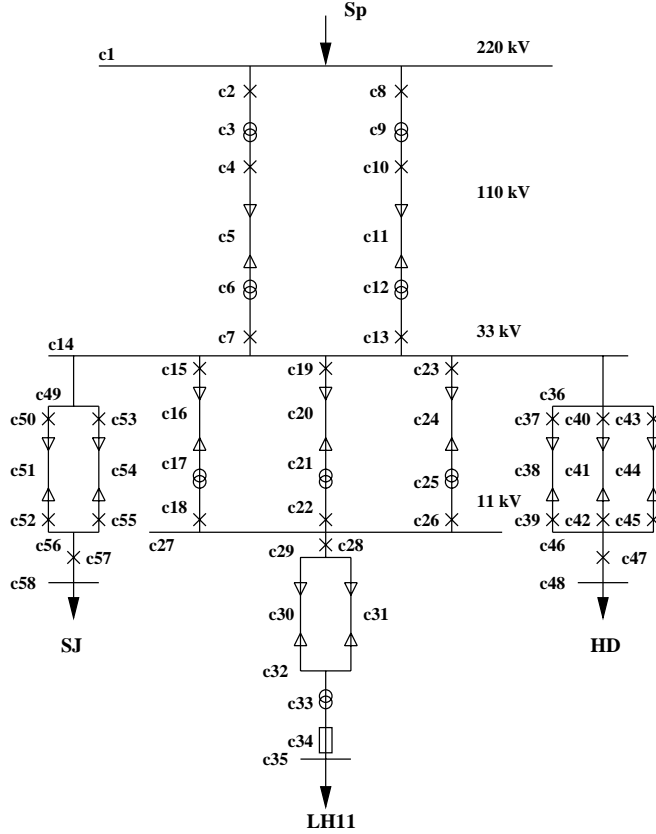 Sp
c1 220 kV
c2 c8
c3 c9
c4 c10
110 kV
c5 c11
c6 c12
c7 c13 33 kV
c14
c15 c19 c23
c49 c36
c50 c53 c16 c20 c24 c37 c40 c43
c51 c54 c17 c21 c25 c38 c41 c44
11 kV
c52 c55 c18 c22 c26 c39 c42 c45
c56 c27 c28 c46
c57 c29 c47
c58 c48
c30 c31
SJ HD
c32
c33
c34
c35
LH11